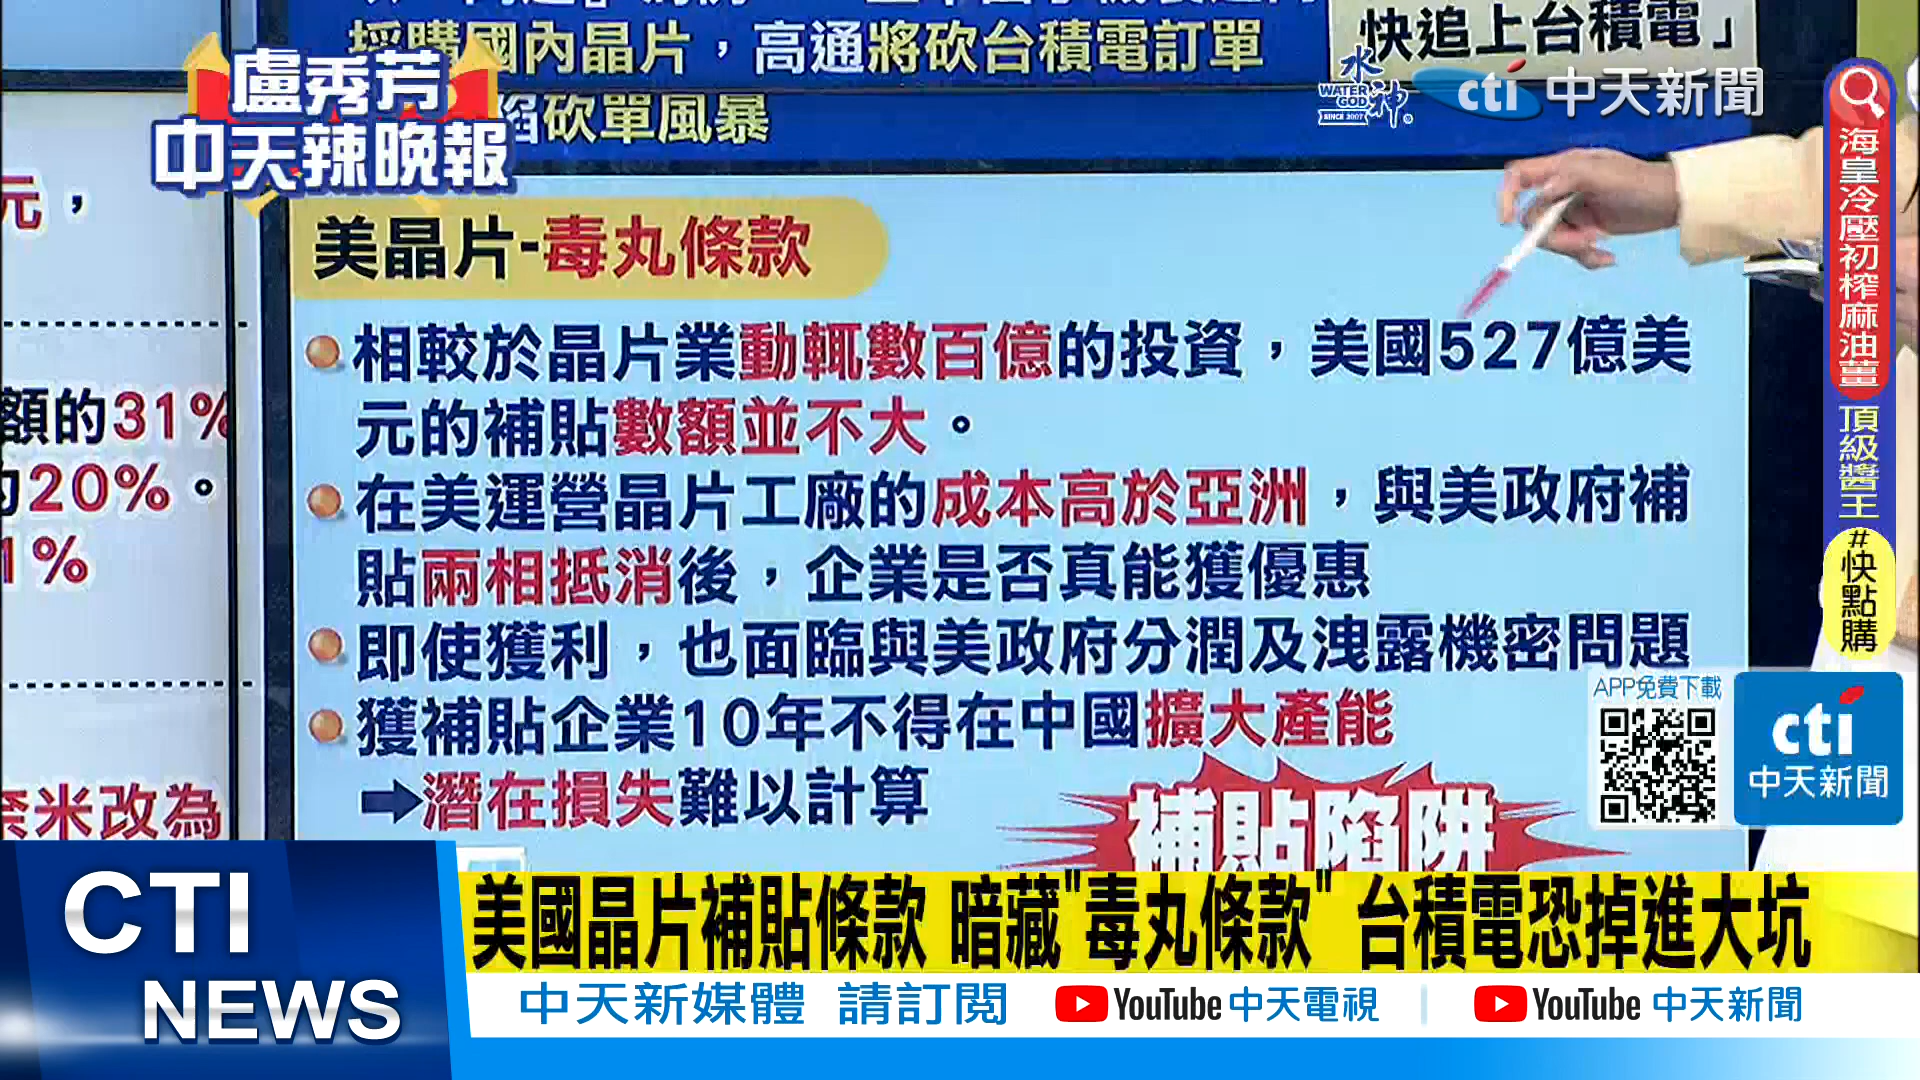 採購國內晶片，高通將砍台積電訂單
砍單風暴
快追上台積電」
盧秀芳
中天辣晚報
水神
WATER GOD
SINCE 2007
cti 中天新聞
元，
額的31%
20%。
1%
奈米改為
美晶片-毒丸條款
相較於晶片業動輒數百億的投資，美國527億美
元的補貼數額並不大。
在美運營晶片工廠的成本高於亞洲，與美政府補
貼兩相抵消後，企業是否真能獲優惠
即使獲利，也面臨與美政府分潤及洩露機密問題
獲補貼企業10年不得在中國擴大產能
➡潛在損失難以計算
補貼陷阱
海皇冷壓初榨麻油薑
頂級醬王
#快點購
APP免費下載
cti
中天新聞
CTI
NEWS
美國晶片補貼條款 暗藏"毒丸條款" 台積電恐掉進大坑
中天新媒體 請訂閱 YouTube 中天電視 | YouTube 中天新聞